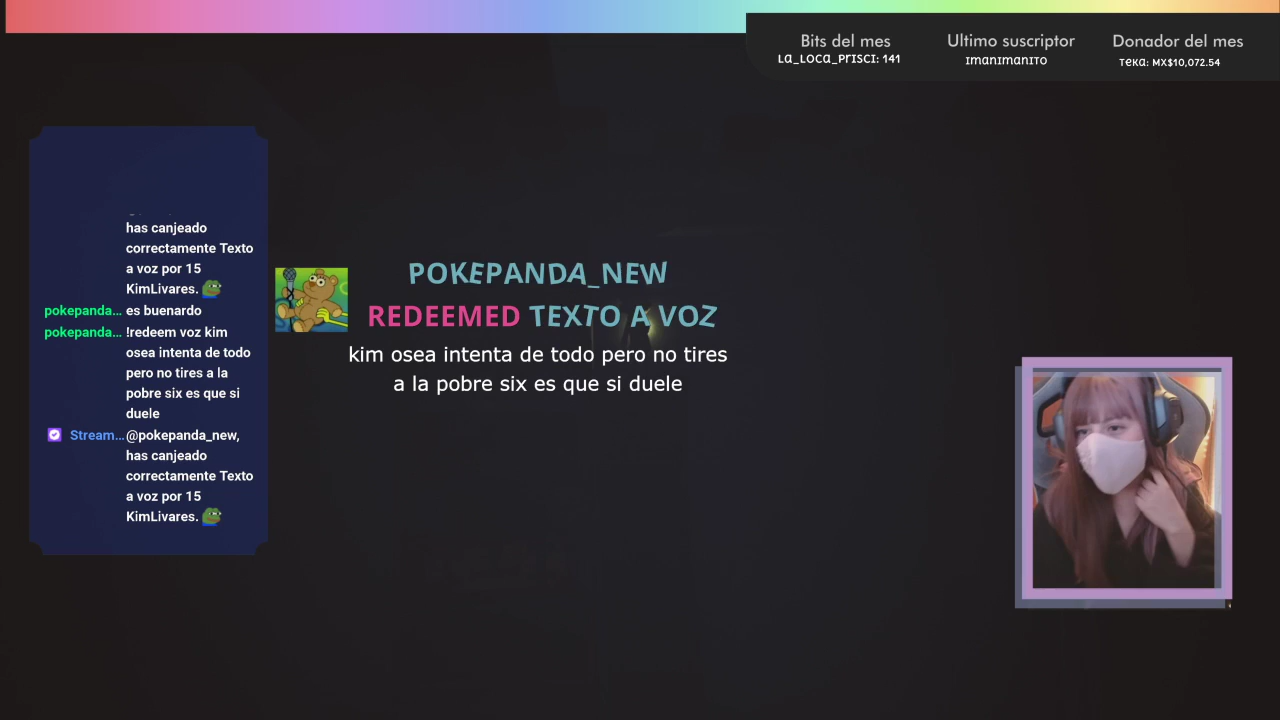 Bits del mes
La_Loca_Prisci: 141
Ultimo suscriptor
Imanimanito
Donador del mes
Teka: MX$10,072.54
has canjeado
correctamente Texto
a voz por 15
KimLivares.
pokepanda... es buenardo
pokepanda... !redeem voz kim
osea intenta de todo
pero no tires a la
pobre six es que si
duele
Stream... @pokepanda_new,
has canjeado
correctamente Texto
a voz por 15
KimLivares.
POKEPANDA_NEW
REDEEMED TEXTO A VOZ
kim osea intenta de todo pero no tires
a la pobre six es que si duele